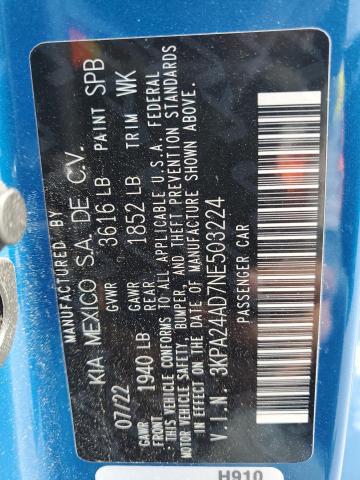 MANUFACTURED BY
KIA MEXICO S.A. DE C.V.
07/22 GVWR 3616 LB PAINT SPB
GAWR FRONT 1940 LB GAWR REAR 1852 LB TRIM WK
THIS VEHICLE CONFORMS TO ALL APPLICABLE U.S.A. FEDERAL
MOTOR VEHICLE SAFETY, BUMPER, AND THEFT PREVENTION STANDARDS
IN EFFECT ON THE DATE OF MANUFACTURE SHOWN ABOVE.
V.I.N. 3KPA24AD7NE503224
PASSENGER CAR
H910